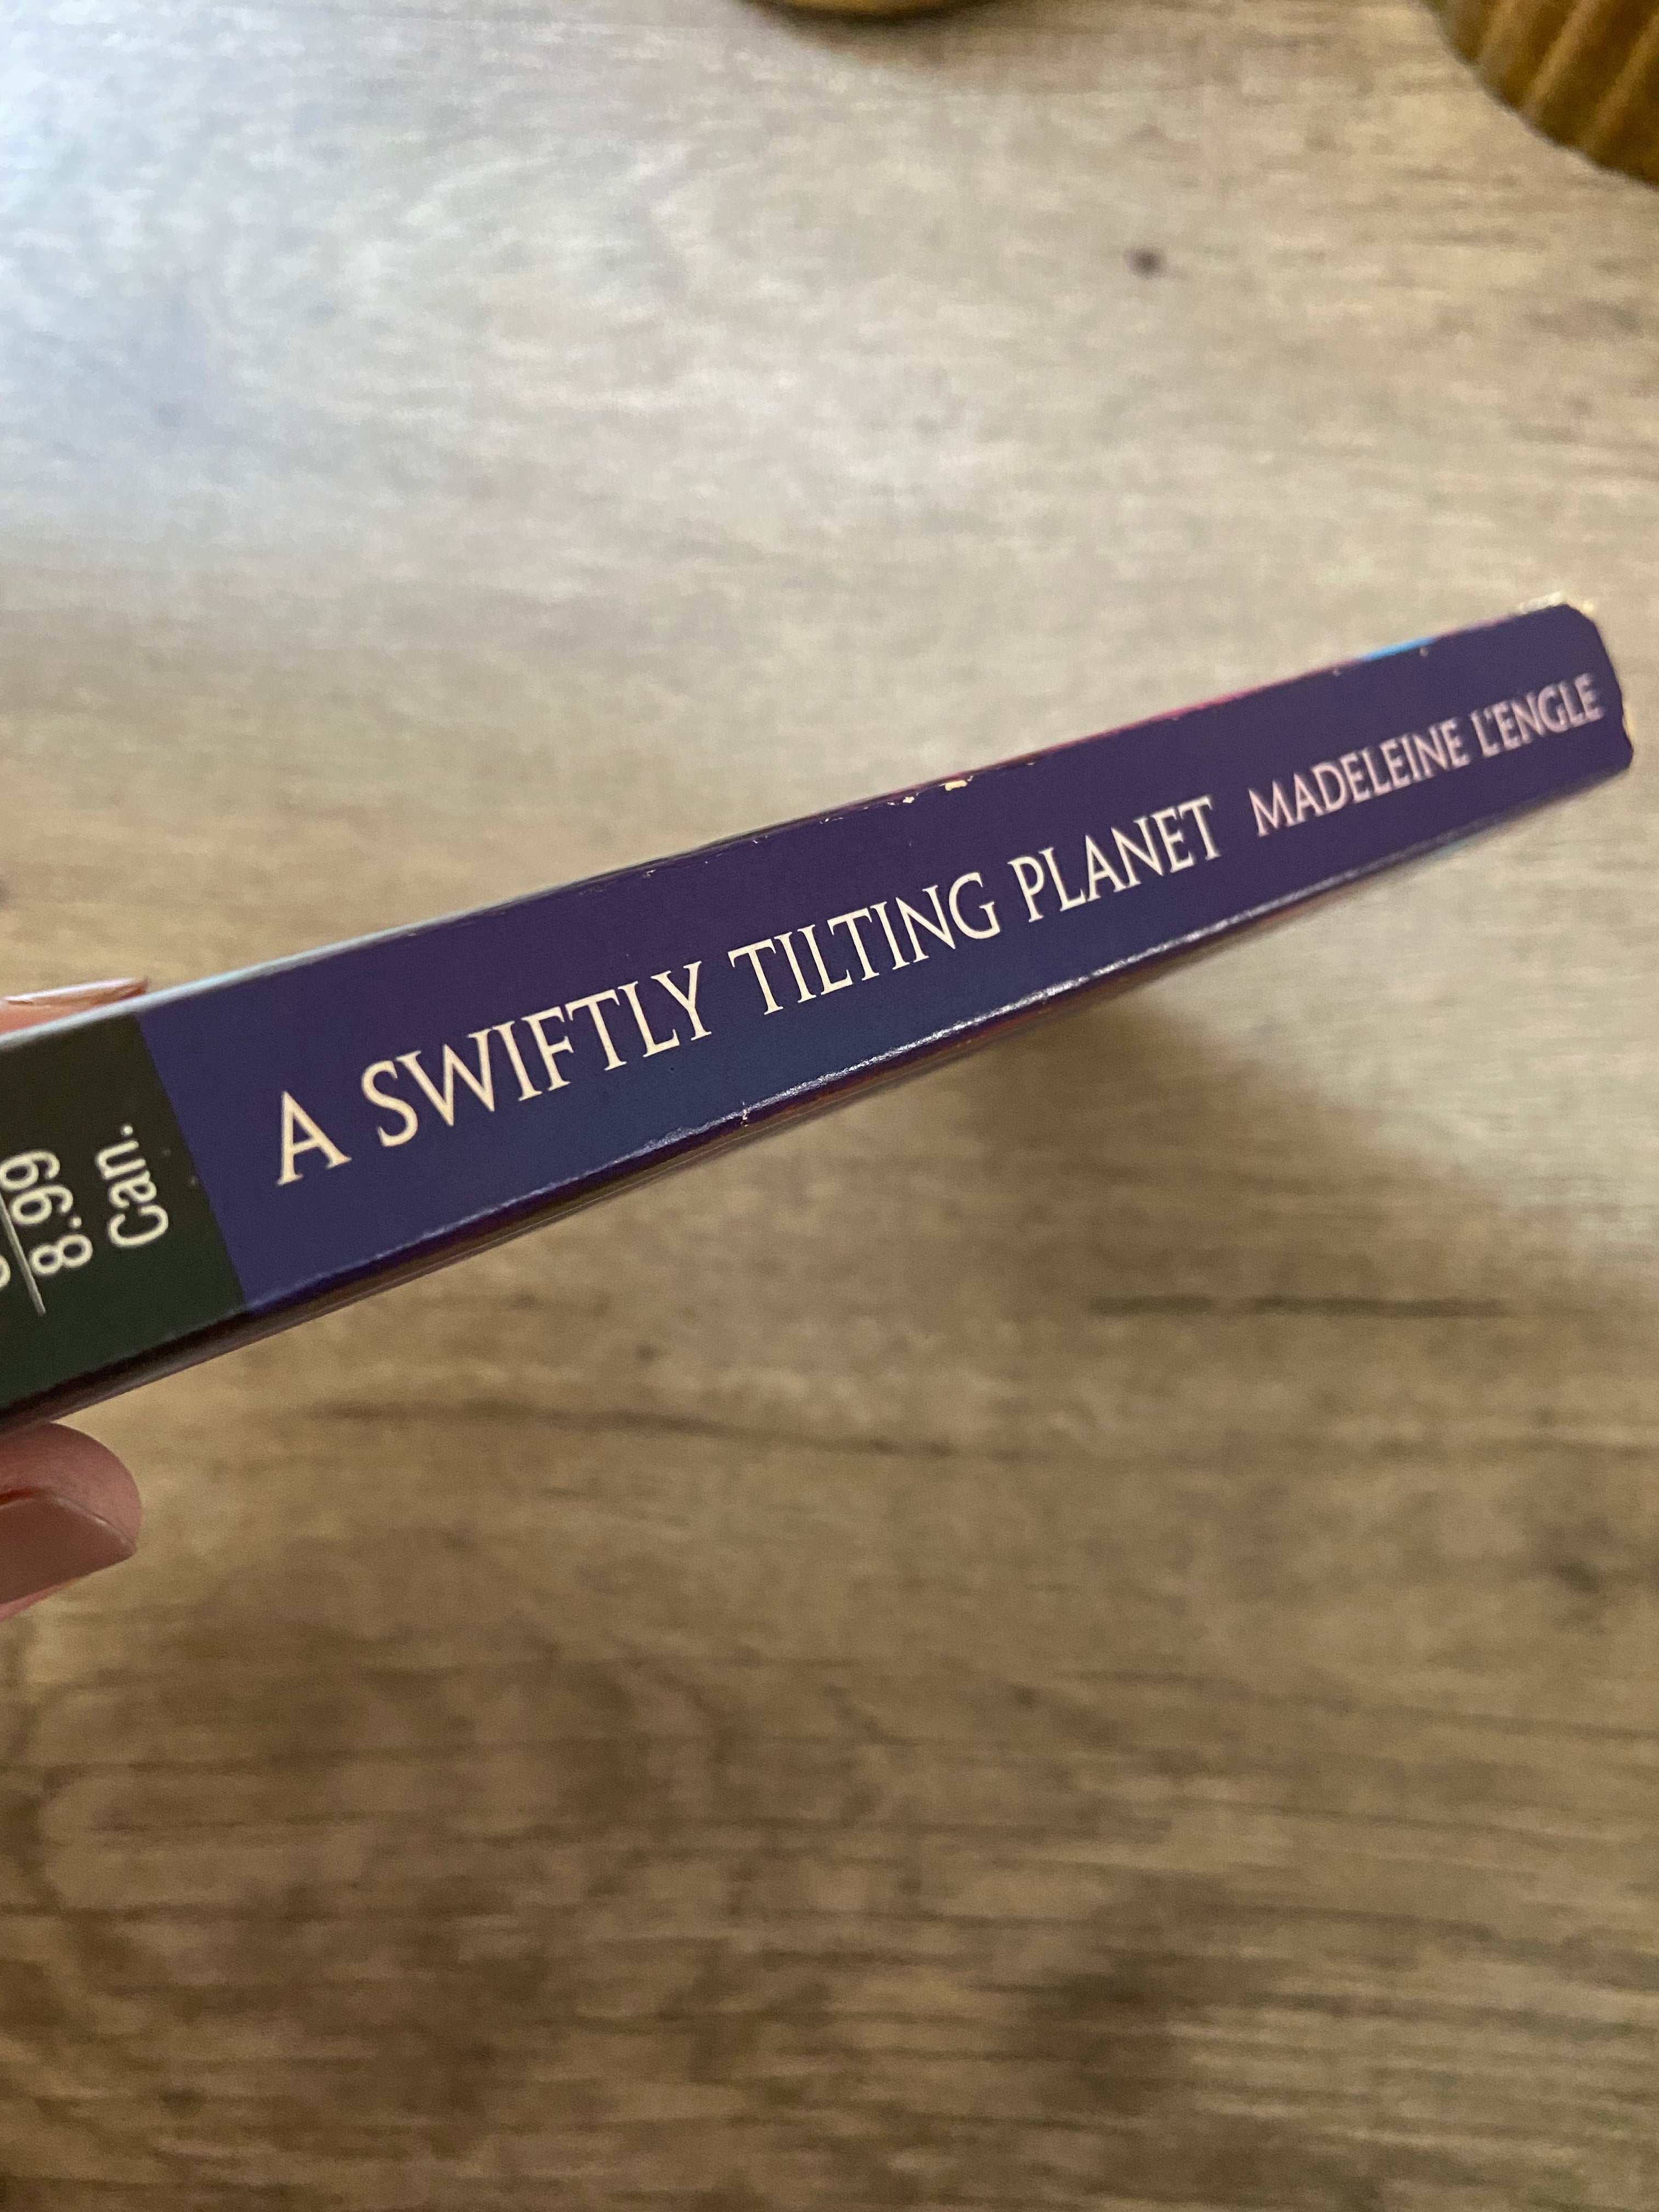 8.99
Can.
A SWIFTLY TILTING PLANET MADELEINE L'ENGLE